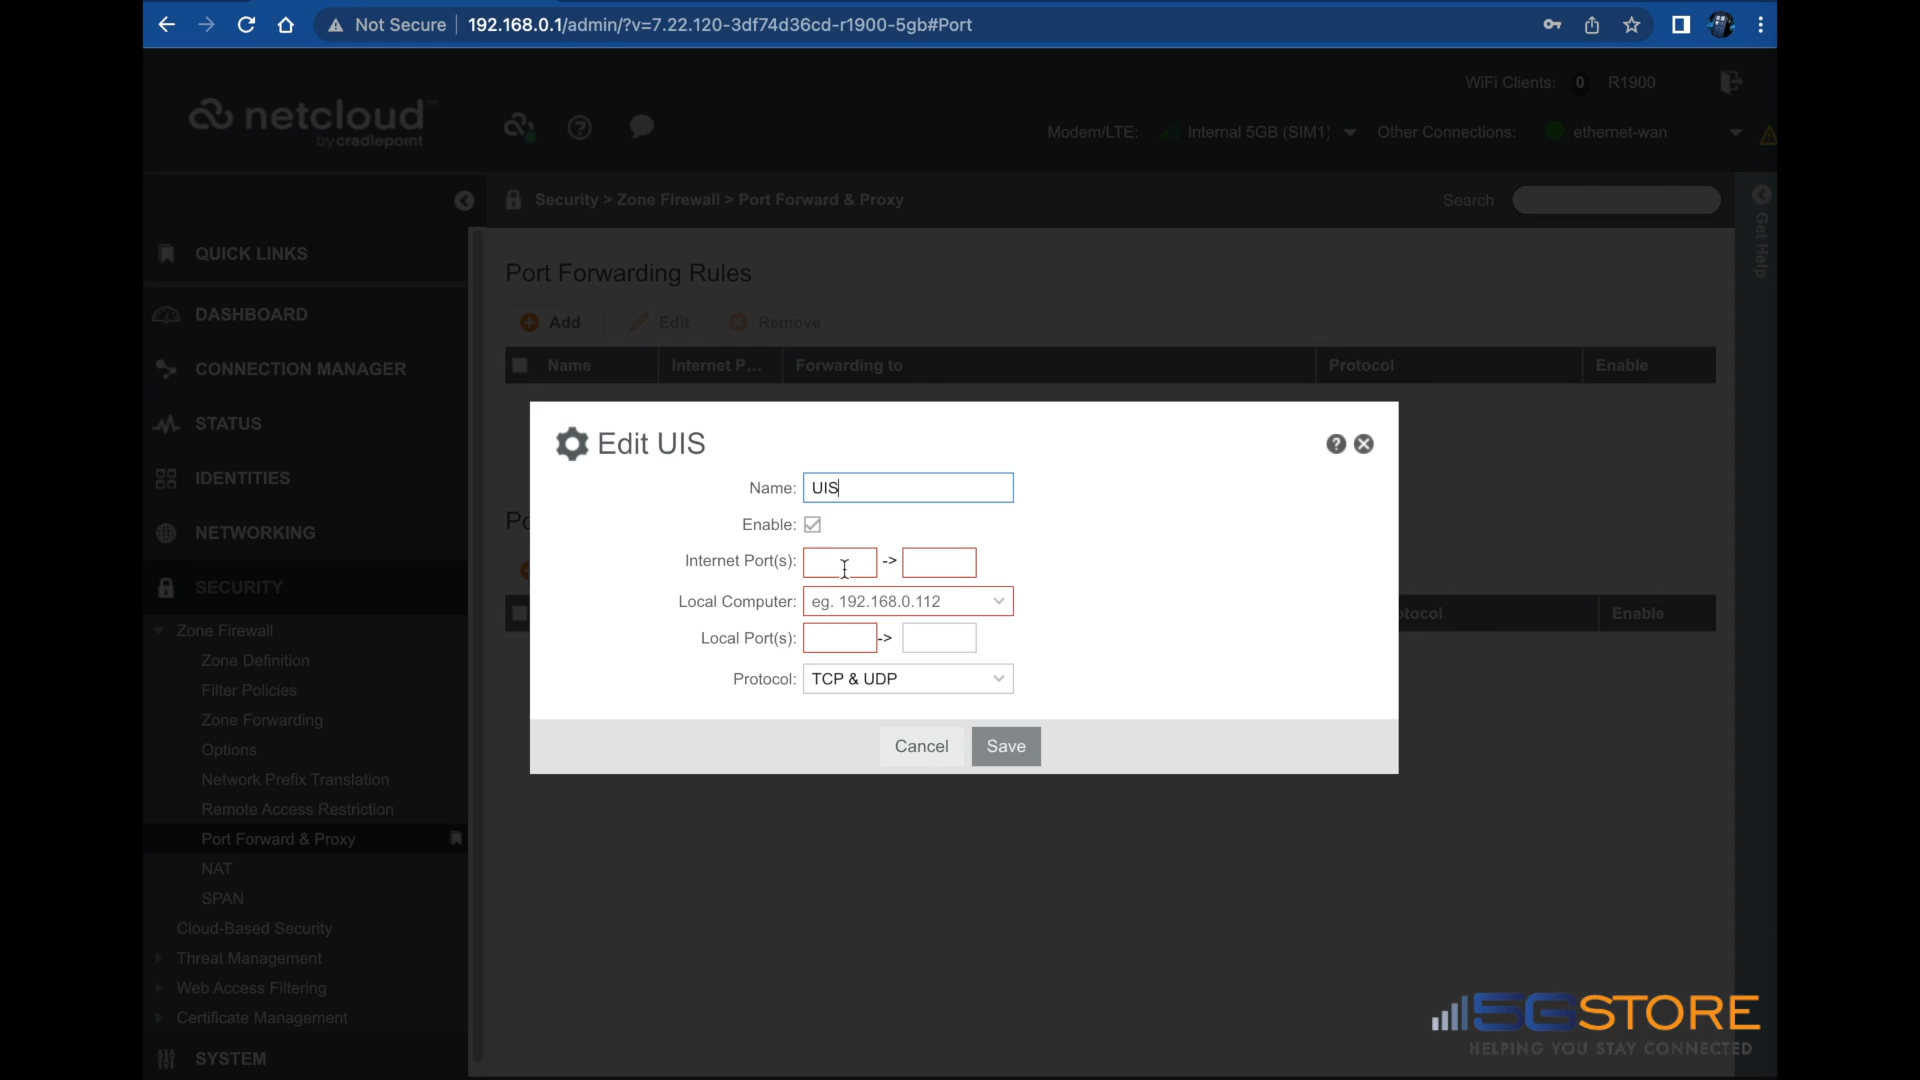 Not Secure 192.168.0.1/admin/?v=7.22.120-3df74d36cd-r1900-5gb#Port
WiFi Clients: 0 R1900
netcloud™
by cradlepoint
Modem/LTE: Internal 5GB (SIM1) Other Connections: ethernet-wan
Security > Zone Firewall > Port Forward & Proxy
Search
Get Help
QUICK LINKS
DASHBOARD
CONNECTION MANAGER
STATUS
IDENTITIES
NETWORKING
SECURITY
Zone Firewall
Zone Definition
Filter Policies
Zone Forwarding
Options
Network Prefix Translation
Remote Access Restriction
Port Forward & Proxy
NAT
SPAN
Cloud-Based Security
Threat Management
Web Access Filtering
Certificate Management
SYSTEM
Port Forwarding Rules
Add Edit Remove
Name Internet P... Forwarding to Protocol Enable
Edit UIS
Name: UIS
Enable:
Internet Port(s): ->
Local Computer: eg. 192.168.0.112
Local Port(s): ->
Protocol: TCP & UDP
Cancel Save
Enable
5GSTORE
HELPING YOU STAY CONNECTED